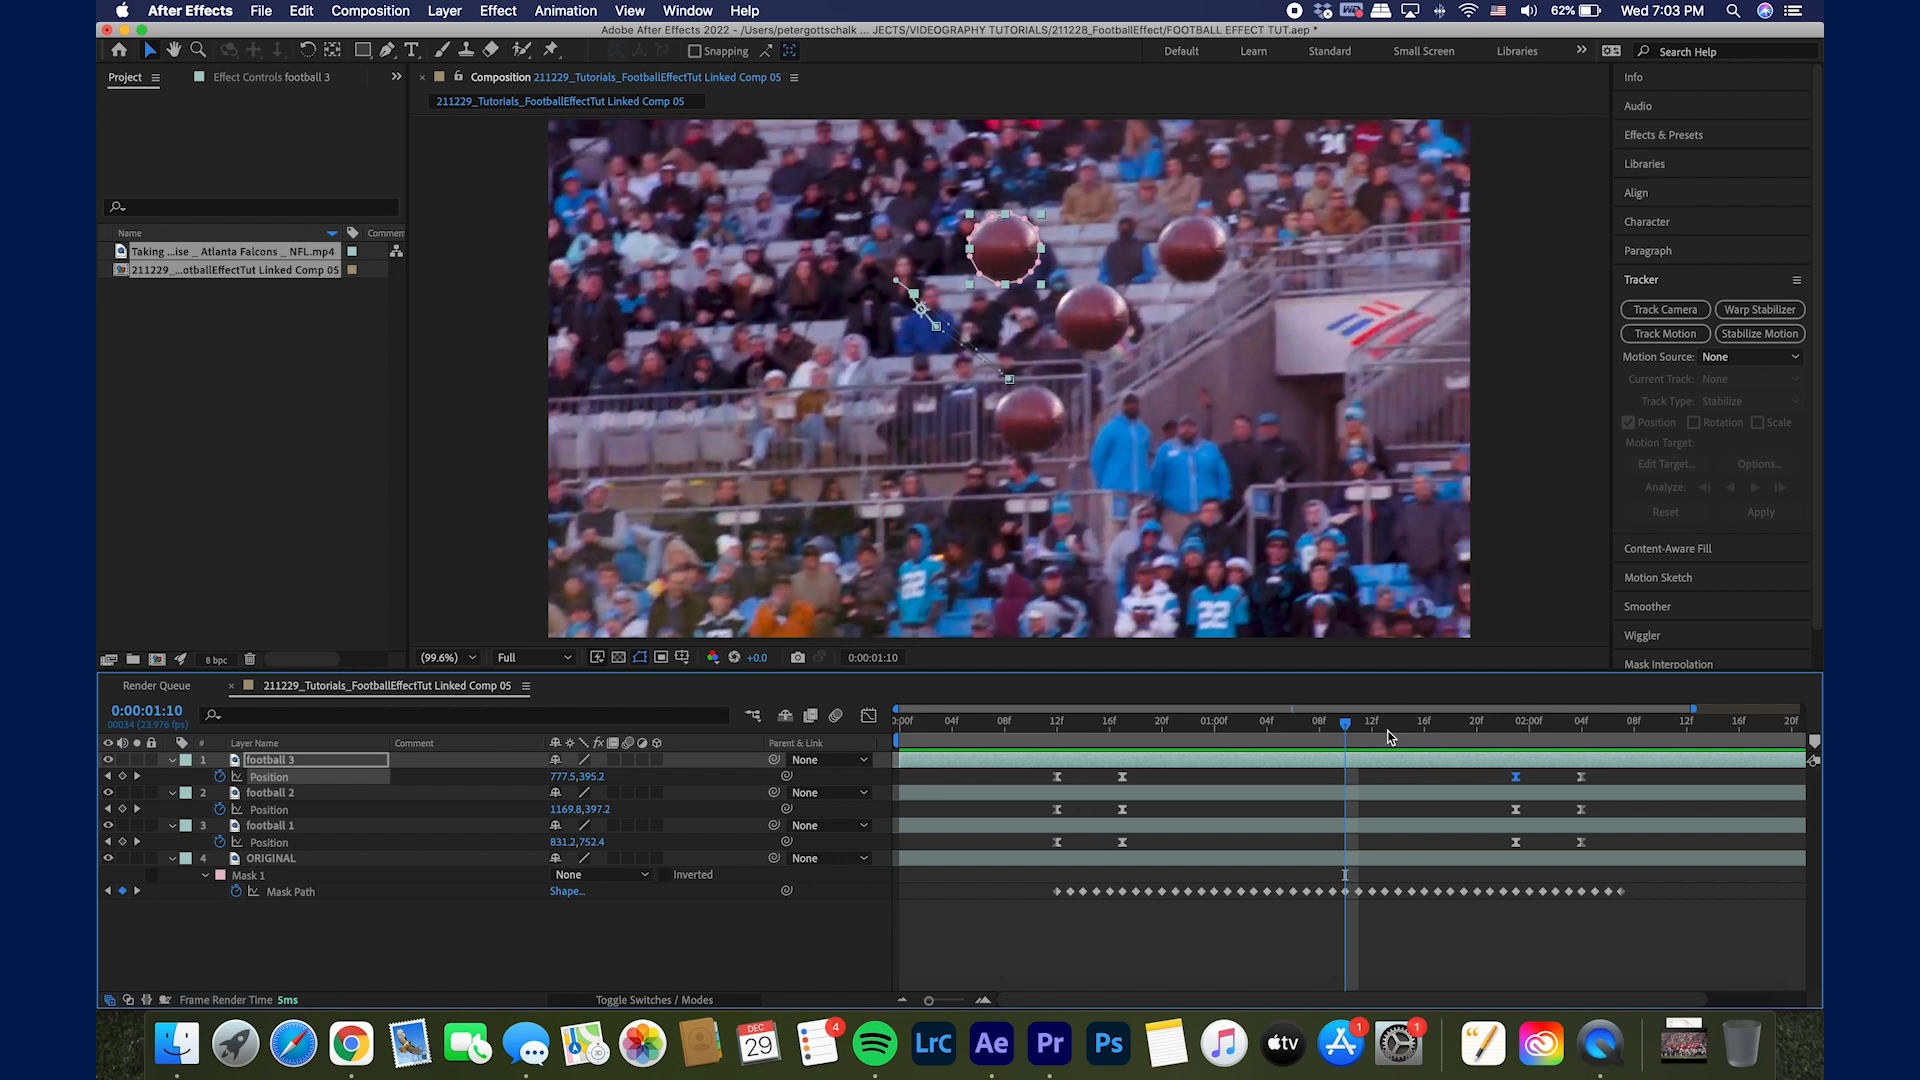 After Effects File Edit Composition Layer Effect Animation View Window Help 62% Wed 7:03 PM
Adobe After Effects 2022 - /Users/petergottschalk ... JECTS/VIDEOGRAPHY TUTORIALS/211228_FootballEffect/FOOTBALL EFFECT TUT.aep *
Snapping Default Learn Standard Small Screen Libraries Search Help
Project Effect Controls football 3 Composition 211229_Tutorials_FootballEffectTut Linked Comp 05
211229_Tutorials_FootballEffectTut Linked Comp 05
Info
Audio
Effects & Presets
Libraries
Align
Character
Paragraph
Tracker
Track Camera Warp Stabilizer
Track Motion Stabilize Motion
Motion Source: None
Current Track: None
Track Type: Stabilize
Position Rotation Scale
Motion Target:
Edit Target... Options...
Analyze:
Reset Apply
Content-Aware Fill
Motion Sketch
Smoother
Wiggler
Mask Interpolation
Name Comment
Taking ...ise _ Atlanta Falcons _ NFL.mp4
211229_...otballEffectTut Linked Comp 05
22
22
8 bpc
(99.6%) Full +0.0 0:00:01:10
Render Queue 211229_Tutorials_FootballEffectTut Linked Comp 05
0:00:01:10
00034 (23.976 fps)
0:00f 04f 08f 12f 16f 20f 01:00f 04f 08f 12f 16f 20f 02:00f 04f 08f 12f 16f 20f
# Layer Name Comment fx Parent & Link
1 football 3 None
Position 777.5,395.2
2 football 2 None
Position 1169.8,397.2
3 football 1 None
Position 831.2,752.4
4 ORIGINAL None
Mask 1 None Inverted
Mask Path Shape...
Frame Render Time 5ms Toggle Switches / Modes
DEC
29
4
LrC
Ae
Pr
Ps
tv
1
1